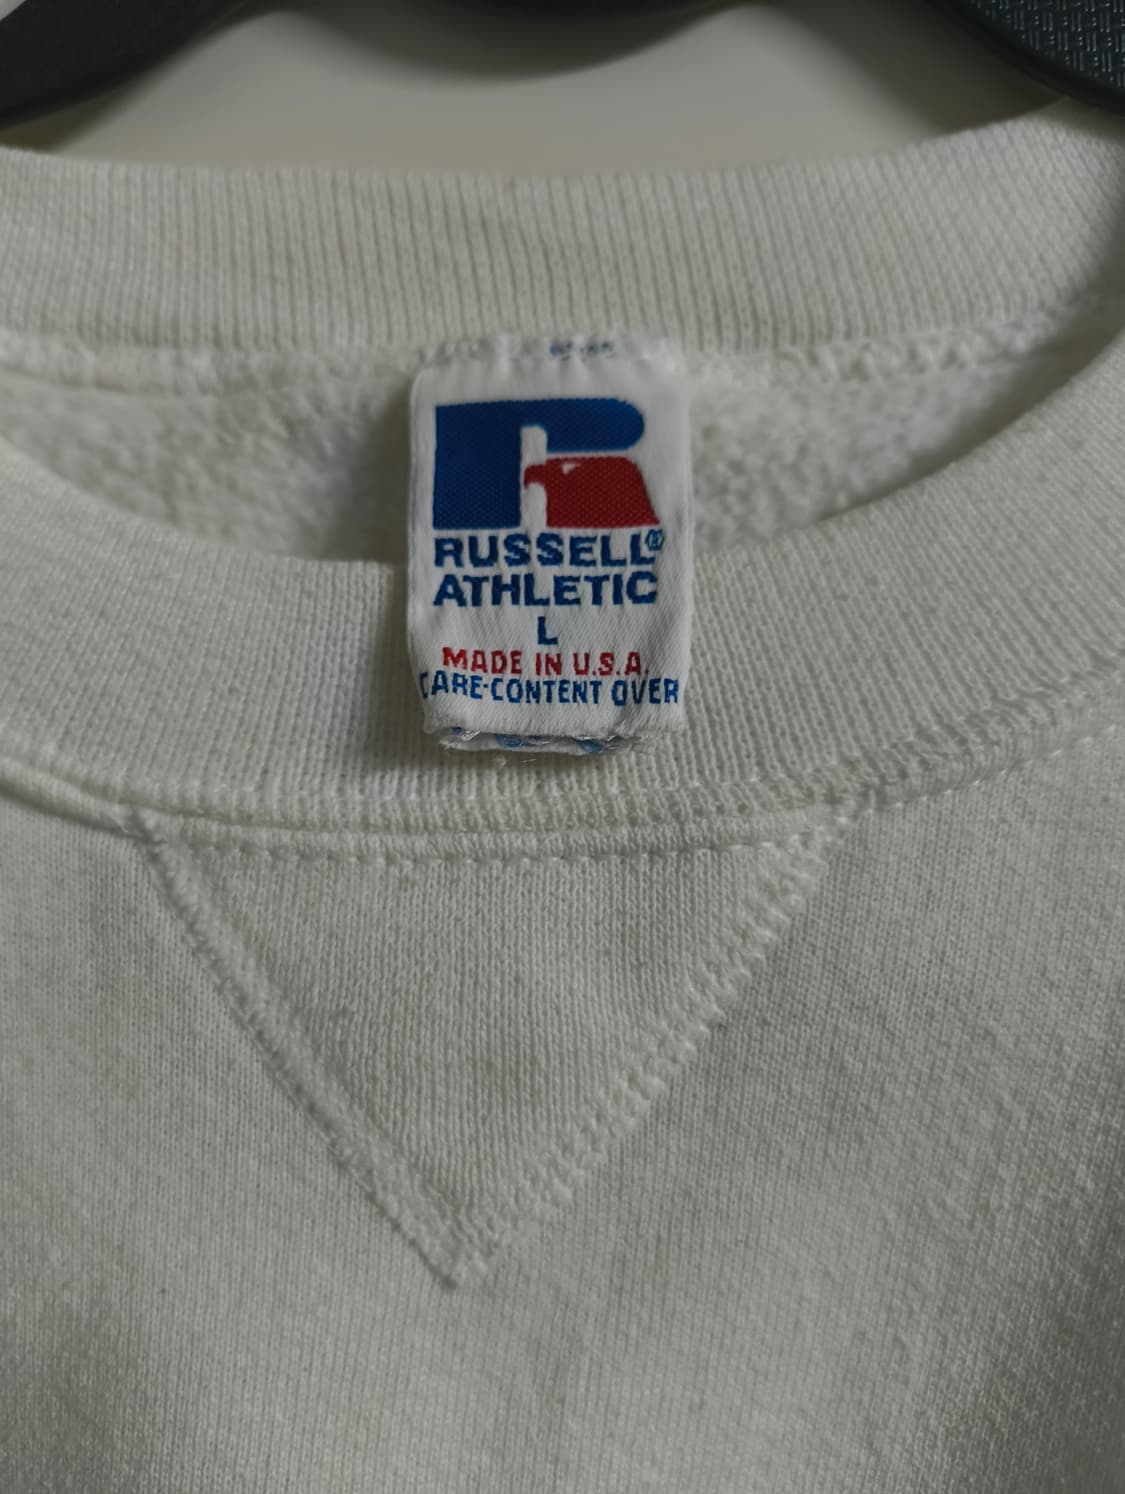 RUSSELL®
ATHLETIC
L
MADE IN U.S.A.
CARE-CONTENT OVER